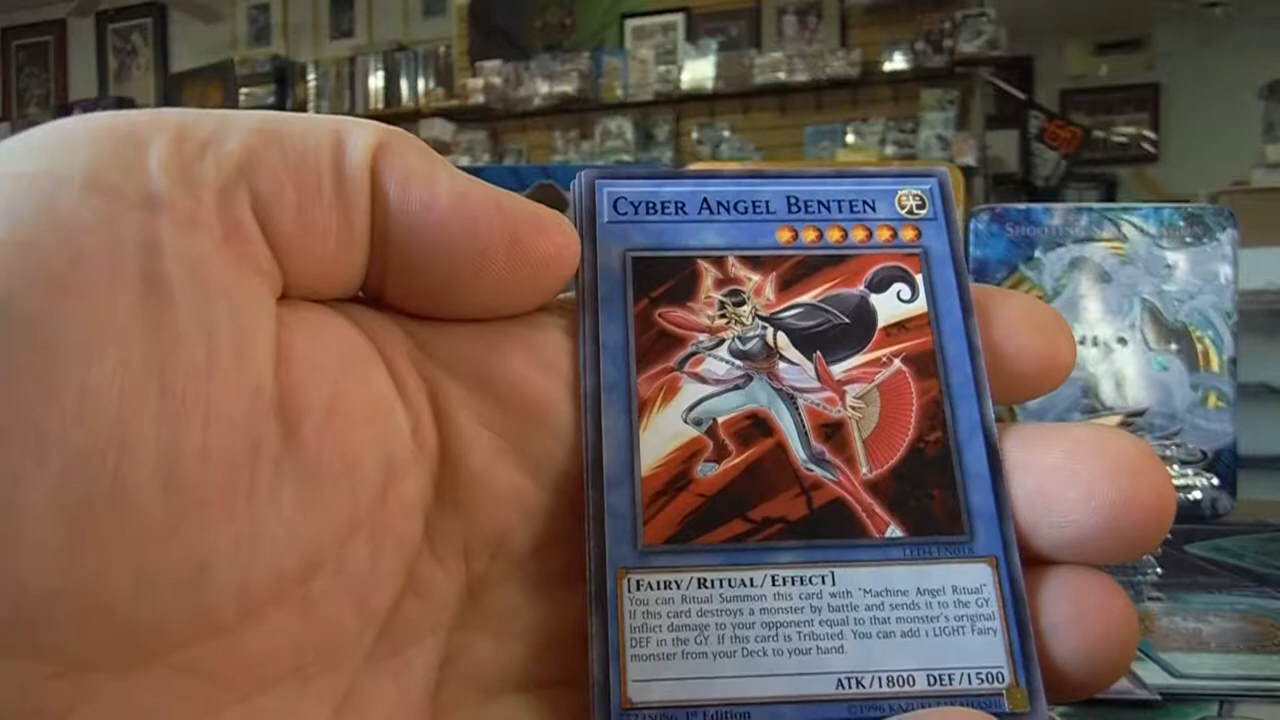 CYBER ANGEL BENTEN
光
LED4-EN018
[FAIRY/RITUAL/EFFECT]
You can Ritual Summon this card with "Machine Angel Ritual"
If this card destroys a monster by battle and sends it to the GY:
Inflict damage to your opponent equal to that monster's original
DEF in the GY. If this card is Tributed: You can add 1 LIGHT Fairy
monster from your Deck to your hand.
ATK/1800 DEF/1500
1st Edition
©1996 KAZUKI TAKAHASHI
SHOOTING